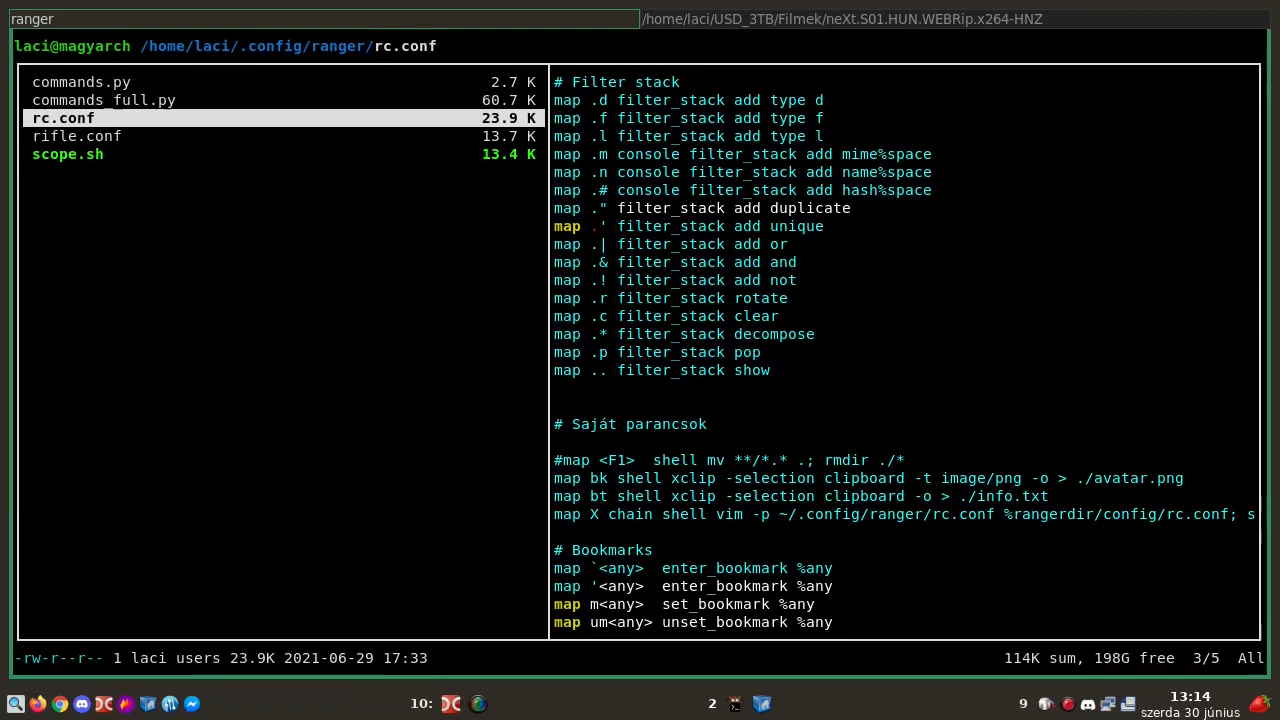 ranger
/home/laci/USD_3TB/Filmek/neXt.S01.HUN.WEBRip.x264-HNZ
laci@magyarch /home/laci/.config/ranger/rc.conf
commands.py 2.7 K
commands_full.py 60.7 K
rc.conf 23.9 K
rifle.conf 13.7 K
scope.sh 13.4 K
# Filter stack
map .d filter_stack add type d
map .f filter_stack add type f
map .l filter_stack add type l
map .m console filter_stack add mime%space
map .n console filter_stack add name%space
map .# console filter_stack add hash%space
map ." filter_stack add duplicate
map .' filter_stack add unique
map .| filter_stack add or
map .& filter_stack add and
map .! filter_stack add not
map .r filter_stack rotate
map .c filter_stack clear
map .* filter_stack decompose
map .p filter_stack pop
map .. filter_stack show
# Saját parancsok
#map <F1>  shell mv **/*.* .; rmdir ./*
map bk shell xclip -selection clipboard -t image/png -o > ./avatar.png
map bt shell xclip -selection clipboard -o > ./info.txt
map X chain shell vim -p ~/.config/ranger/rc.conf %rangerdir/config/rc.conf; s
# Bookmarks
map `<any>  enter_bookmark %any
map '<any>  enter_bookmark %any
map m<any>  set_bookmark %any
map um<any> unset_bookmark %any
-rw-r--r-- 1 laci users 23.9K 2021-06-29 17:33
114K sum, 198G free  3/5  All
10:
2
9
13:14
szerda 30 június